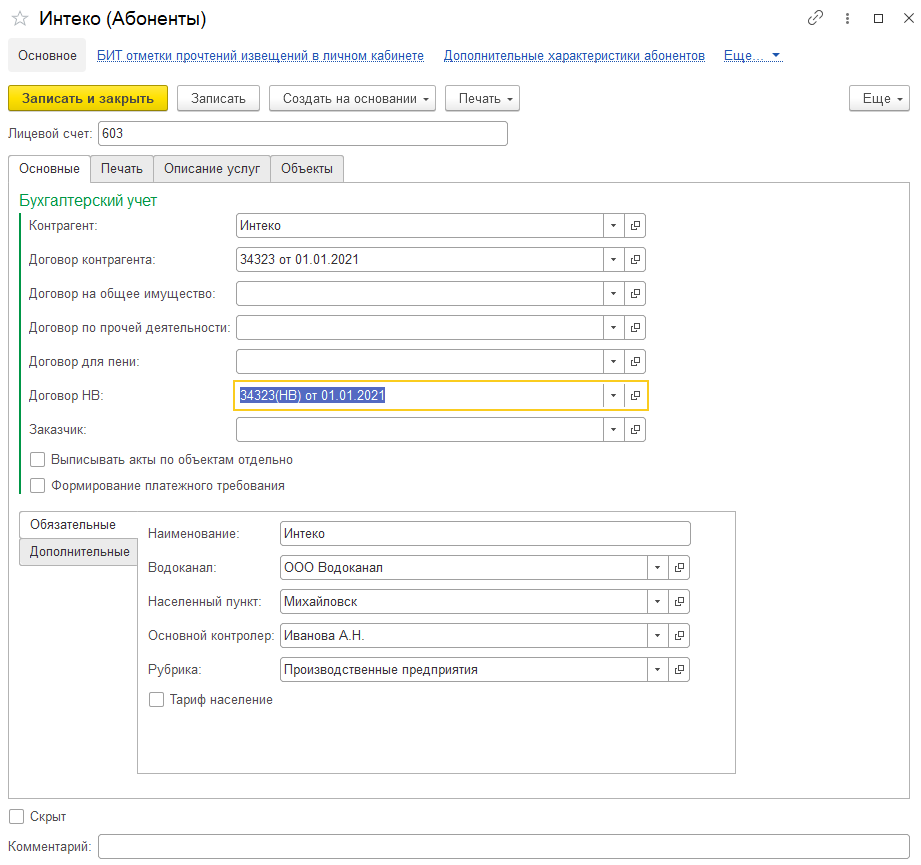 Интеко (Абоненты)
Основное БИТ отметки прочтений извещений в личном кабинете Дополнительные характеристики абонентов Еще...
Записать и закрыть Записать Создать на основании Печать Еще
Лицевой счет: 603
Основные Печать Описание услуг Объекты
Бухгалтерский учет
Контрагент: Интеко
Договор контрагента: 34323 от 01.01.2021
Договор на общее имущество:
Договор по прочей деятельности:
Договор для пени:
Договор НВ: 34323(НВ) от 01.01.2021
Заказчик:
Выписывать акты по объектам отдельно
Формирование платежного требования
Обязательные
Дополнительные
Наименование: Интеко
Водоканал: ООО Водоканал
Населенный пункт: Михайловск
Основной контролер: Иванова А.Н.
Рубрика: Производственные предприятия
Тариф население
Скрыт
Комментарий: